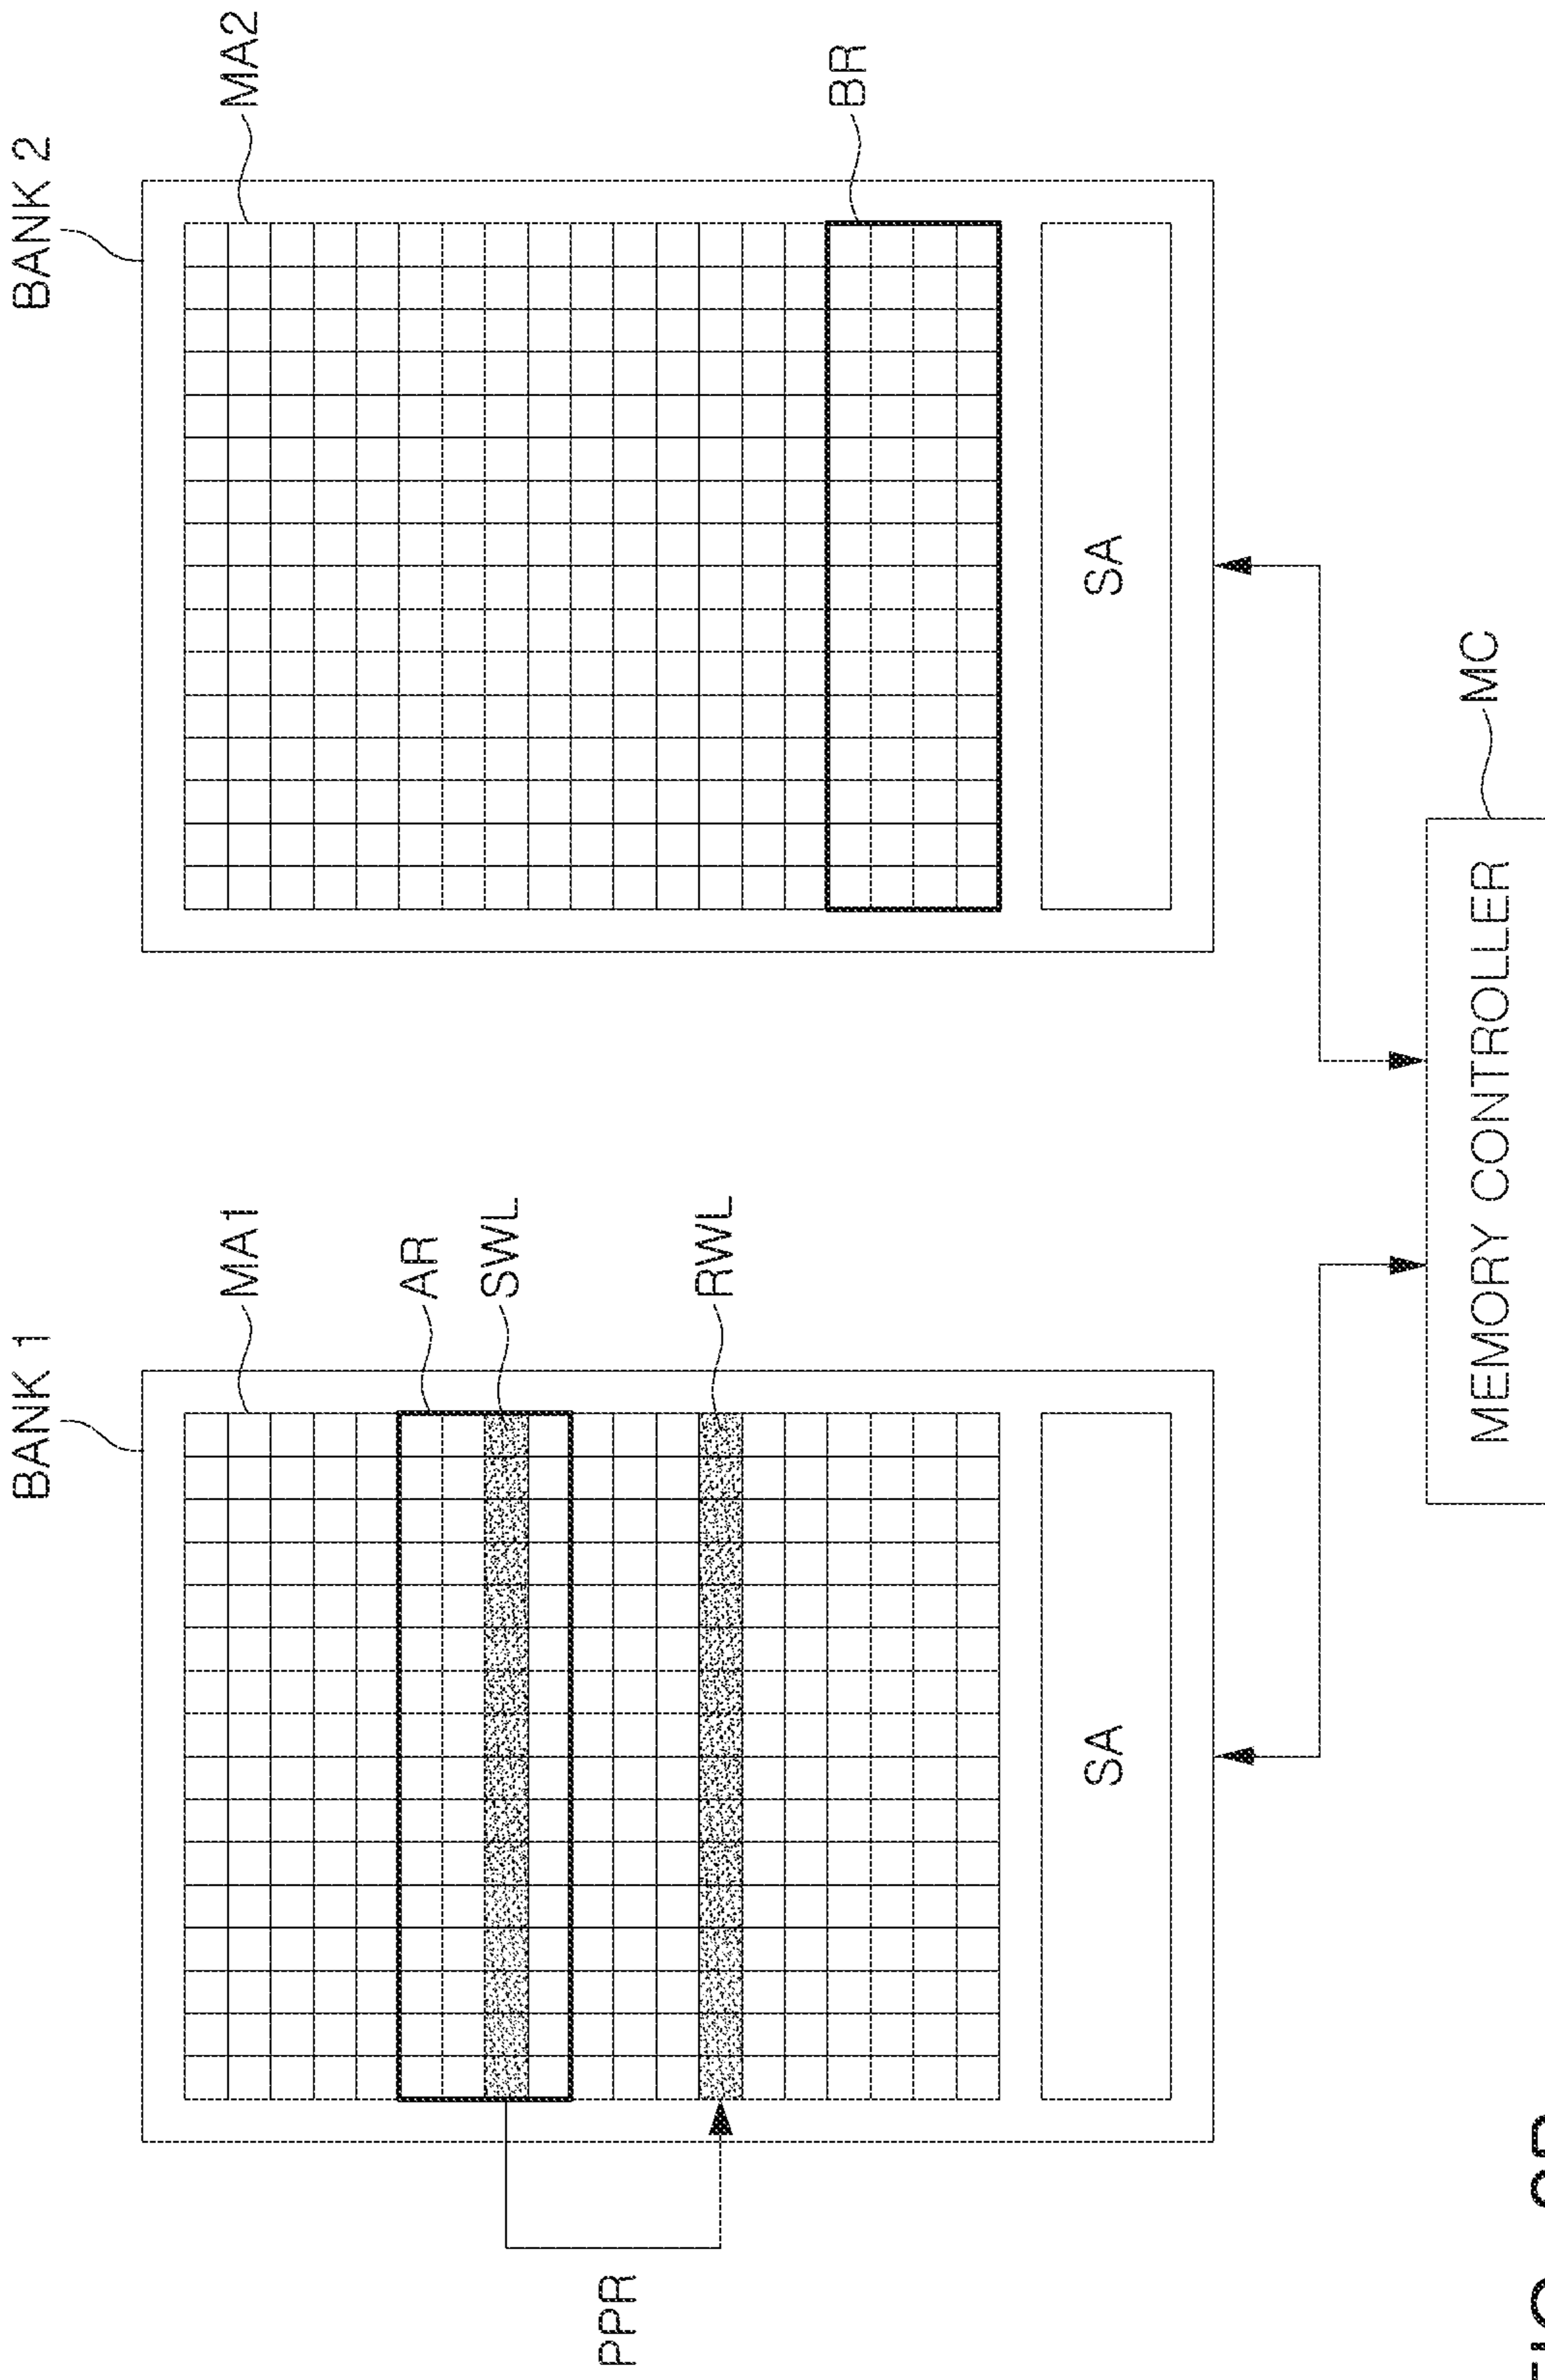 BANK 1
BANK 2
MA1
MA2
AR
SWL
PPR
RWL
BR
SA
SA
MC
MEMORY CONTROLLER